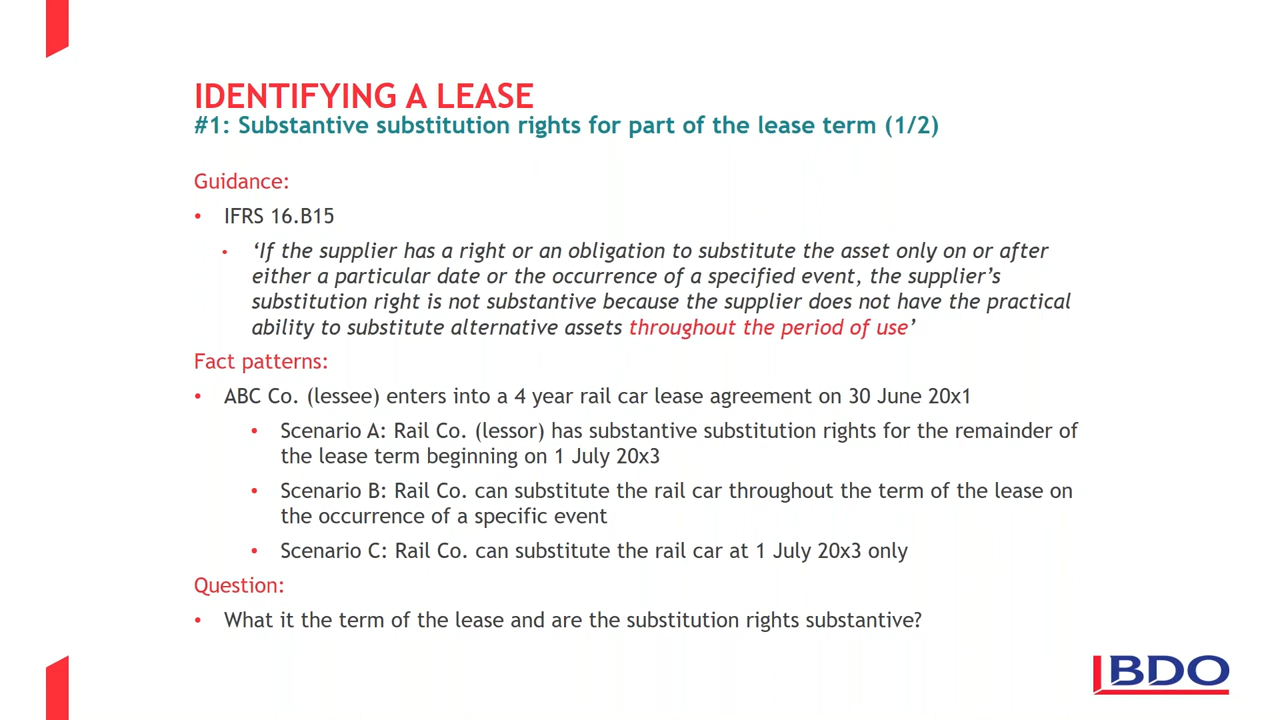 IDENTIFYING A LEASE
#1: Substantive substitution rights for part of the lease term (1/2)
Guidance:
• IFRS 16.B15
• ‘If the supplier has a right or an obligation to substitute the asset only on or after
either a particular date or the occurrence of a specified event, the supplier’s
substitution right is not substantive because the supplier does not have the practical
ability to substitute alternative assets throughout the period of use’
Fact patterns:
• ABC Co. (lessee) enters into a 4 year rail car lease agreement on 30 June 20x1
• Scenario A: Rail Co. (lessor) has substantive substitution rights for the remainder of
the lease term beginning on 1 July 20x3
• Scenario B: Rail Co. can substitute the rail car throughout the term of the lease on
the occurrence of a specific event
• Scenario C: Rail Co. can substitute the rail car at 1 July 20x3 only
Question:
• What it the term of the lease and are the substitution rights substantive?
BDO